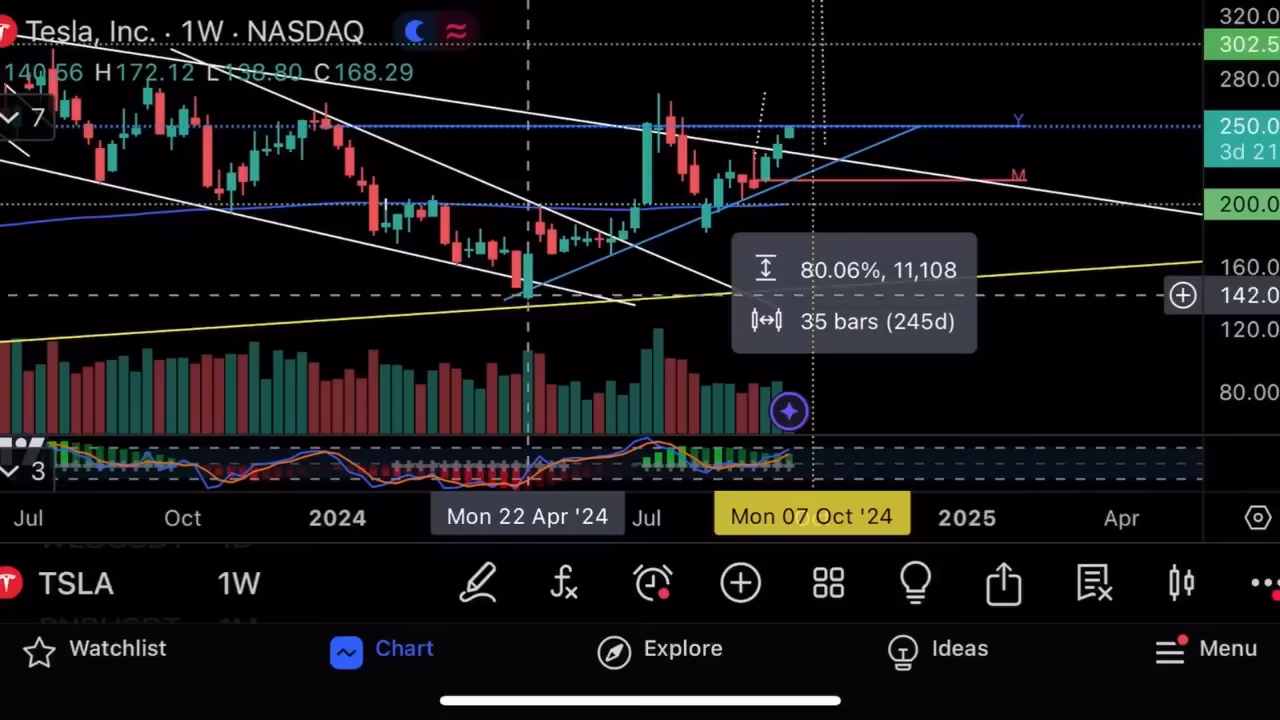 Tesla, Inc. · 1W · NASDAQ
140.56 H172.12 L138.80 C168.29
7
320.0
302.5
280.0
250.0
3d 21
200.0
160.0
142.0
120.0
80.00
Y
M
80.06%, 11,108
35 bars (245d)
3
Jul Oct 2024 Mon 22 Apr '24 Jul Mon 07 Oct '24 2025 Apr
TSLA 1W
Watchlist Chart Explore Ideas Menu